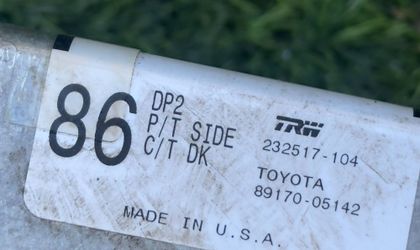 86
DP2
P/T SIDE
C/T DK
TRW
232517-104
TOYOTA
89170-05142
MADE IN U.S.A.